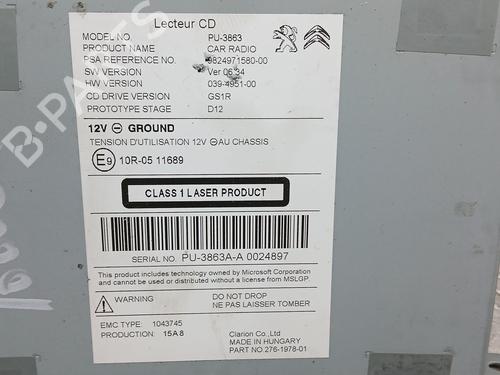 Lecteur CD
MODEL NO. PU-3863
PRODUCT NAME CAR RADIO
PSA REFERENCE NO. 9824971580-00
SW VERSION Ver 06.34
HW VERSION 039-4951-00
CD DRIVE VERSION GS1R
PROTOTYPE STAGE D12
12V ⊖ GROUND
TENSION D'UTILISATION 12V ⊖AU CHASSIS
E9 10R-05 11689
CLASS 1 LASER PRODUCT
SERIAL NO. PU-3863A-A 0024897
This product includes technology owned by Microsoft Corporation
and cannot be used or distributed without a license from MSLGP.
WARNING DO NOT DROP
NE PAS LAISSER TOMBER
EMC TYPE: 1043745 Clarion Co.,Ltd
PRODUCTION: 15A8 MADE IN HUNGARY
PART NO.276-1978-01
B-PARTS